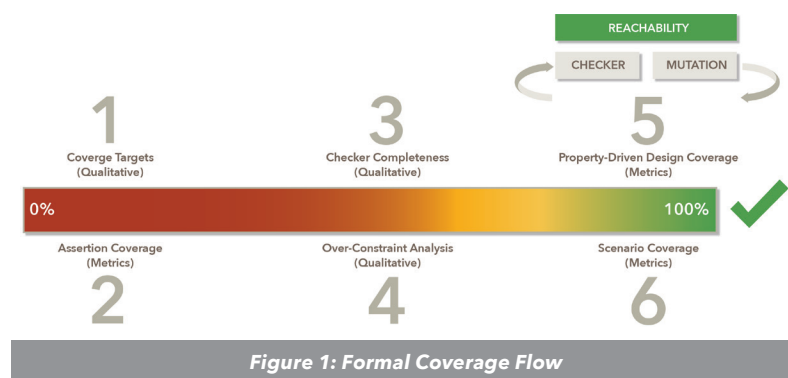 REACHABILITY
CHECKER
MUTATION
1
Coverge Targets
(Qualitative)
3
Checker Completeness
(Qualitative)
5
Property-Driven Design Coverage
(Metrics)
0%
100%
Assertion Coverage
(Metrics)
2
Over-Constraint Analysis
(Qualitative)
4
Scenario Coverage
(Metrics)
6
Figure 1: Formal Coverage Flow